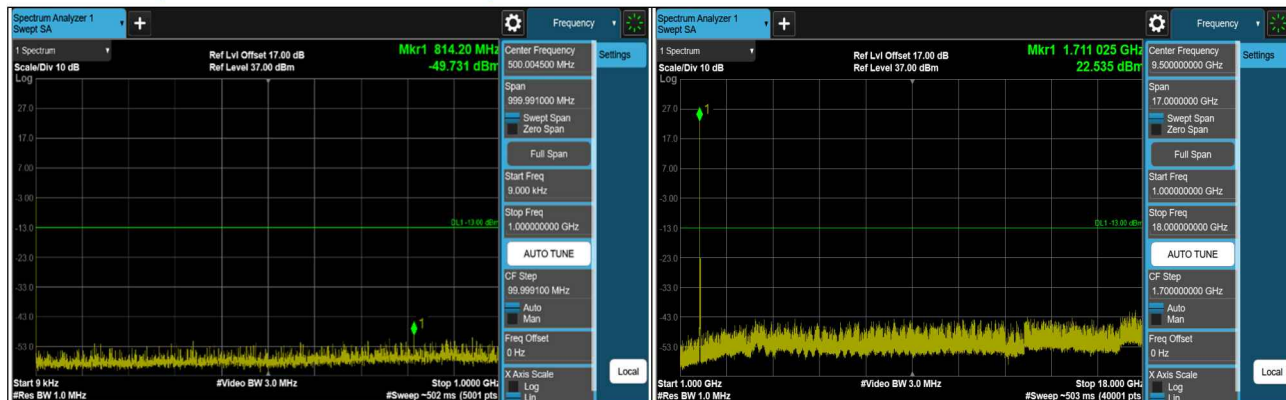 Spectrum Analyzer 1
Swept SA
+
Frequency
1 Spectrum
Scale/Div 10 dB
Log
Ref Lvl Offset 17.00 dB
Ref Level 37.00 dBm
Mkr1 814.20 MHz
-49.731 dBm
27.0
17.0
7.00
-3.00
-13.0
-23.0
-33.0
-43.0
-53.0
DL1 -13.00 dBm
1
Start 9 kHz
#Res BW 1.0 MHz
#Video BW 3.0 MHz
Stop 1.0000 GHz
#Sweep ~502 ms (5001 pts)
Center Frequency
500.004500 MHz
Span
999.991000 MHz
Swept Span
Zero Span
Full Span
Start Freq
9.000 kHz
Stop Freq
1.000000000 GHz
AUTO TUNE
CF Step
99.999100 MHz
Auto
Man
Freq Offset
0 Hz
X Axis Scale
Log
Lin
Settings
Local
Spectrum Analyzer 1
Swept SA
+
Frequency
1 Spectrum
Scale/Div 10 dB
Log
Ref Lvl Offset 17.00 dB
Ref Level 37.00 dBm
Mkr1 1.711 025 GHz
22.535 dBm
27.0
17.0
7.00
-3.00
-13.0
-23.0
-33.0
-43.0
-53.0
DL1 -13.00 dBm
1
Start 1.000 GHz
#Res BW 1.0 MHz
#Video BW 3.0 MHz
Stop 18.000 GHz
#Sweep ~503 ms (40001 pts)
Center Frequency
9.500000000 GHz
Span
17.0000000 GHz
Swept Span
Zero Span
Full Span
Start Freq
1.000000000 GHz
Stop Freq
18.000000000 GHz
AUTO TUNE
CF Step
1.700000000 GHz
Auto
Man
Freq Offset
0 Hz
X Axis Scale
Log
Lin
Settings
Local